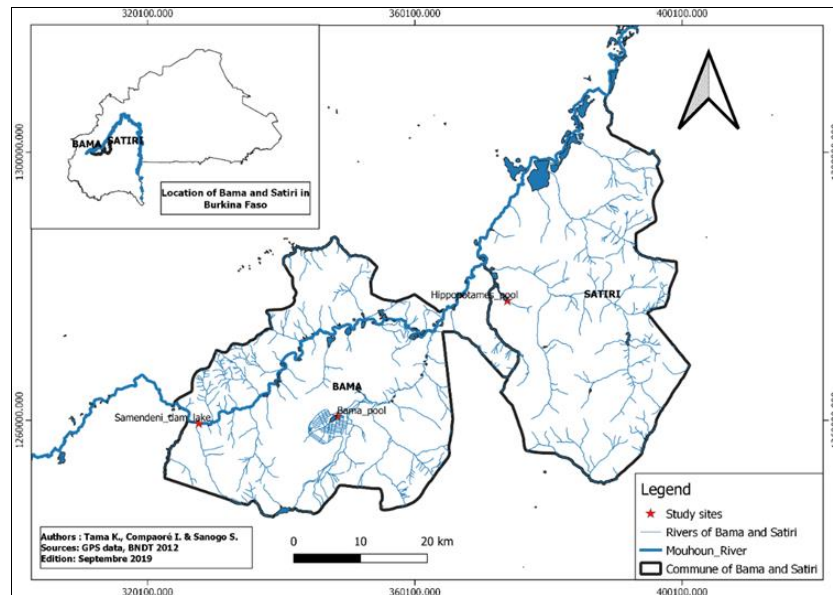 320100.000 360100.000 400100.000
BAMA SATIRI
Location of Bama and Satiri in
Burkina Faso
1300000.000
Hippopotames_pool
SATIRI
BAMA
Samendeni_dam_lake
Bama_pool
1260000.000
Legend
Study sites
Rivers of Bama and Satiri
Mouhoun_River
Commune of Bama and Satiri
Authors : Tama K., Compaoré I. & Sanogo S.
Sources: GPS data, BNDT 2012
Edition: Septembre 2019
0 10 20 km
320100.000 360100.000 400100.000